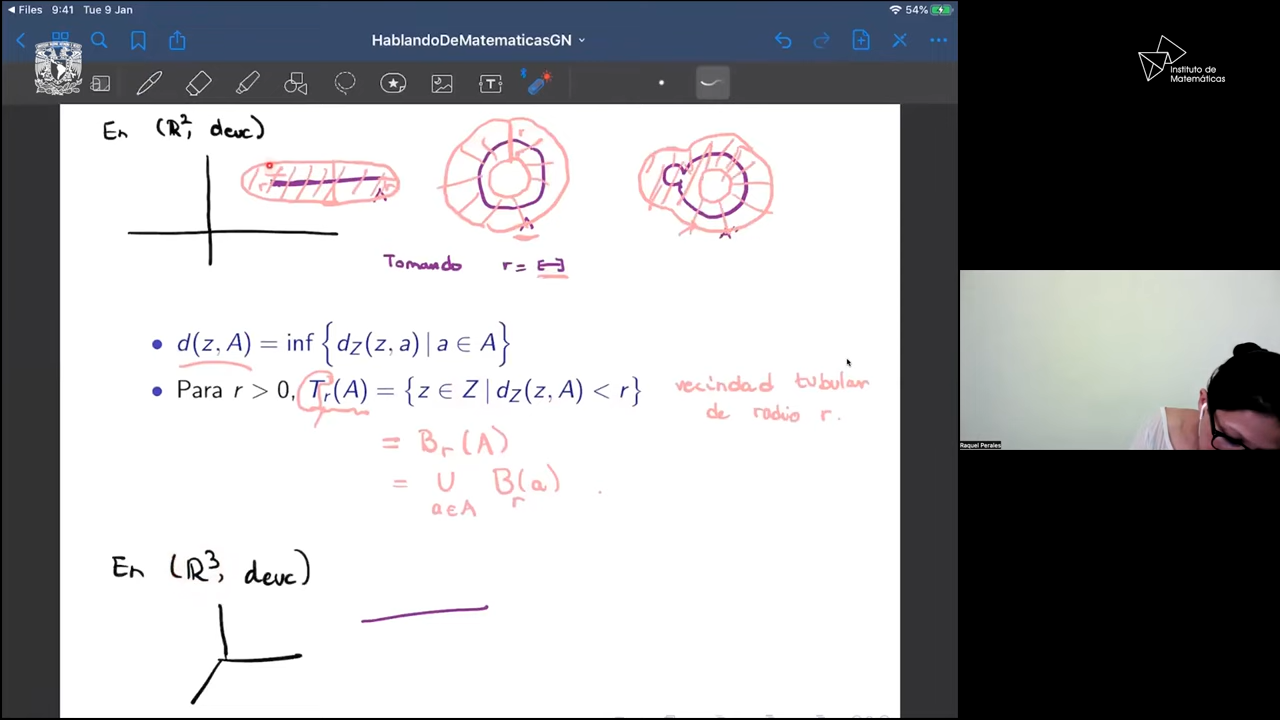 Files 9:41 Tue 9 Jan 54%
HablandoDeMatematicasGN
Instituto de
Matemáticas
En (ℝ², deuc)
r
r
A
A
A
Tomando r = [—]
• d(z, A) = inf { d_Z(z, a) | a ∈ A }
• Para r > 0, T_r(A) = {z ∈ Z | d_Z(z, A) < r} vecindad tubular
de radio r.
= B_r(A)
= ∪ B_r(a)
a∈A
Raquel Perales
En (ℝ³, deuc)